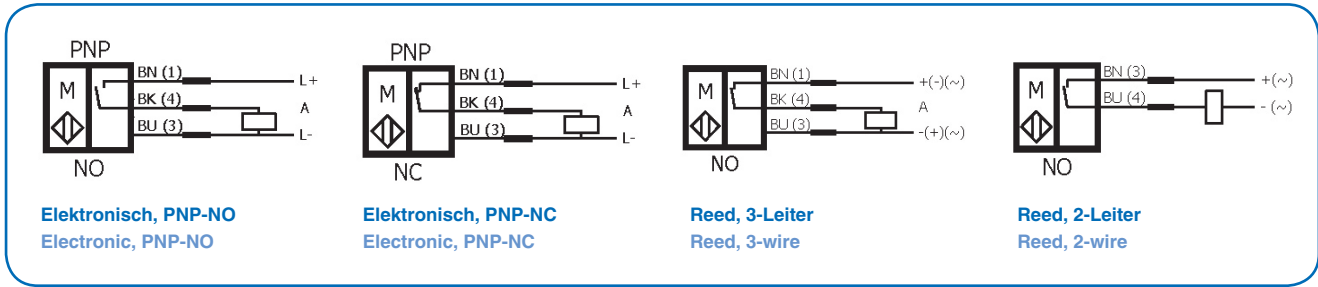 PNP
BN (1)
L+
M
BK (4)
A
BU (3)
L-
NO
Elektronisch, PNP-NO
Electronic, PNP-NO
PNP
BN (1)
L+
M
BK (4)
A
BU (3)
L-
NC
Elektronisch, PNP-NC
Electronic, PNP-NC
BN (1)
+(-)(~)
M
BK (4)
A
BU (3)
-(+)(~)
NO
Reed, 3-Leiter
Reed, 3-wire
BN (3)
+(~)
M
BU (4)
- (~)
NO
Reed, 2-Leiter
Reed, 2-wire